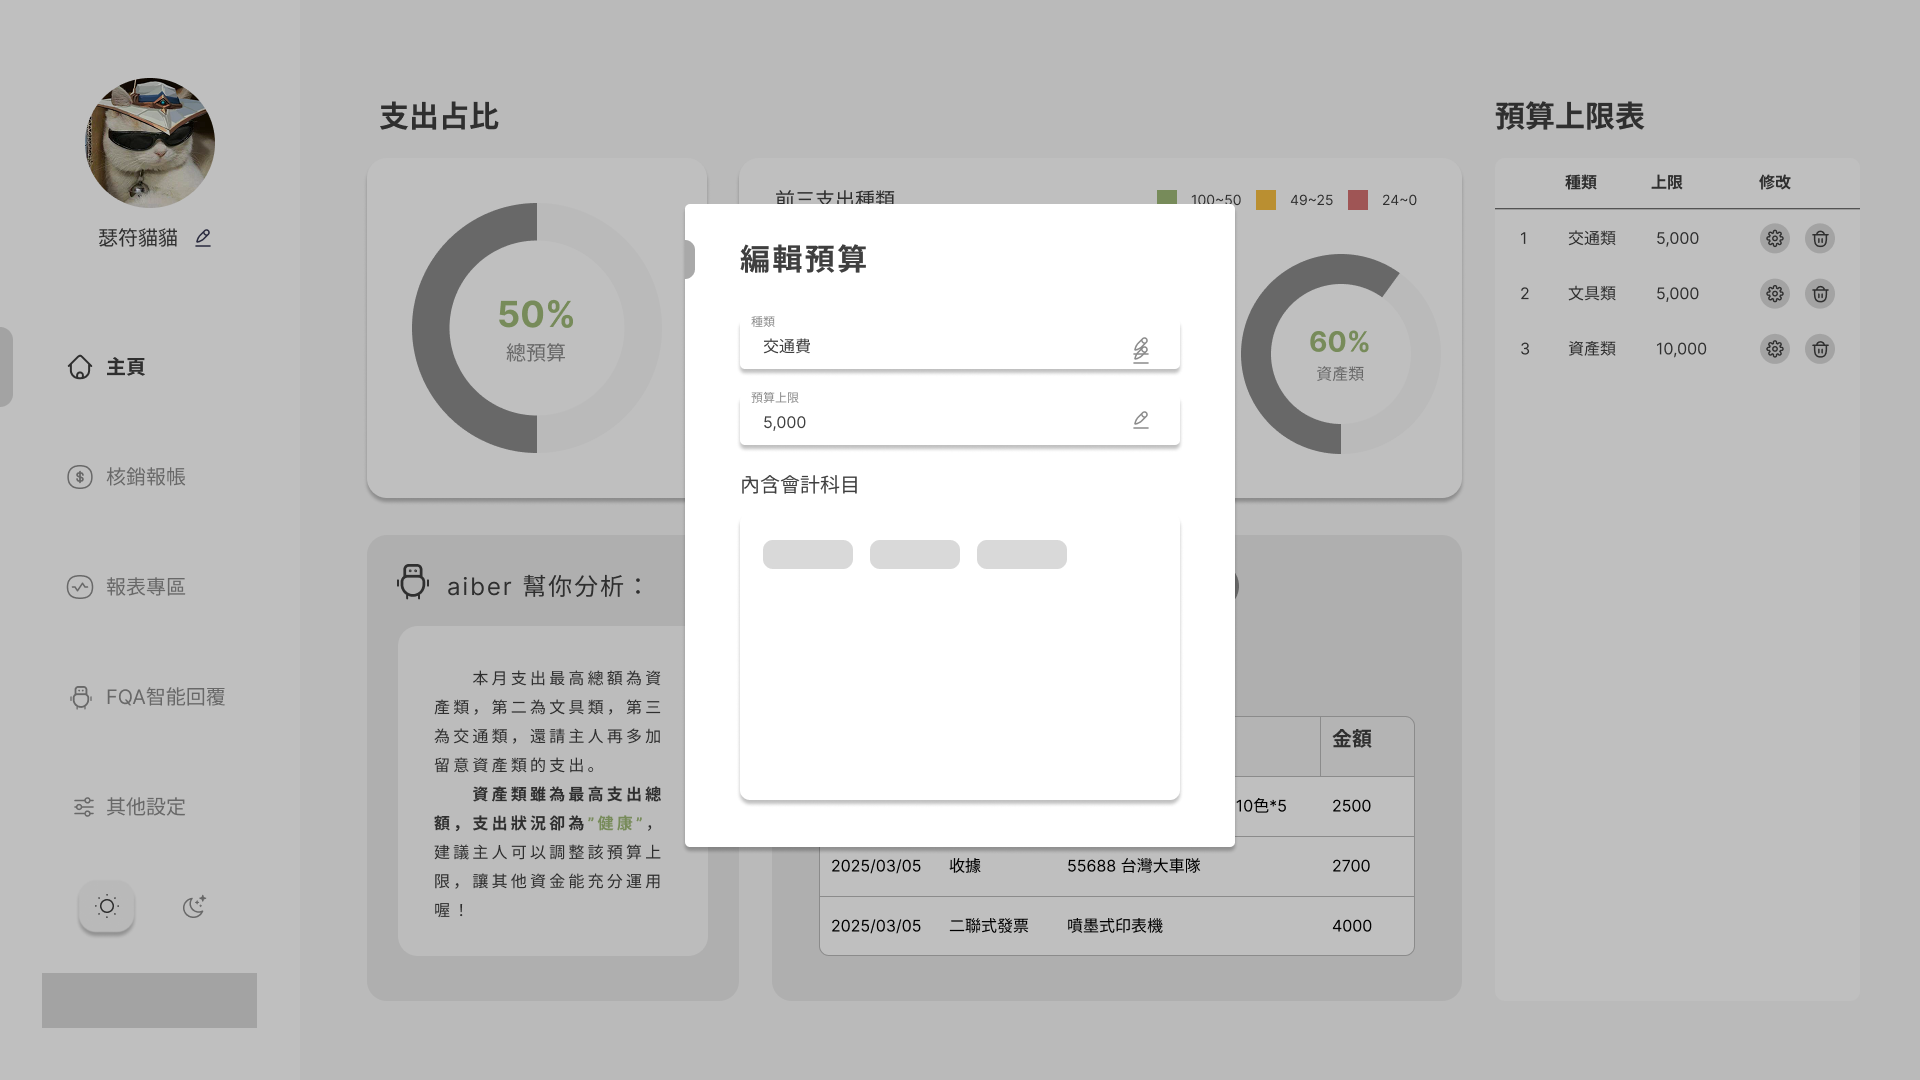 瑟符貓貓
主頁
核銷報帳
報表專區
FQA智能回覆
其他設定
支出占比
50%
總預算
前三支出種類
100~50
49~25
24~0
60%
資產類
aiber 幫你分析：
本月支出最高總額為資
產類，第二為文具類，第三
為交通類，還請主人再多加
留意資產類的支出。
資產類雖為最高支出總
額，支出狀況卻為"健康"，
建議主人可以調整該預算上
限，讓其他資金能充分運用
喔！
編輯預算
種類
交通費
預算上限
5,000
內含會計科目
金額
10色*5 2500
2025/03/05 收據 55688 台灣大車隊 2700
2025/03/05 二聯式發票 噴墨式印表機 4000
預算上限表
種類 上限 修改
1 交通類 5,000
2 文具類 5,000
3 資產類 10,000